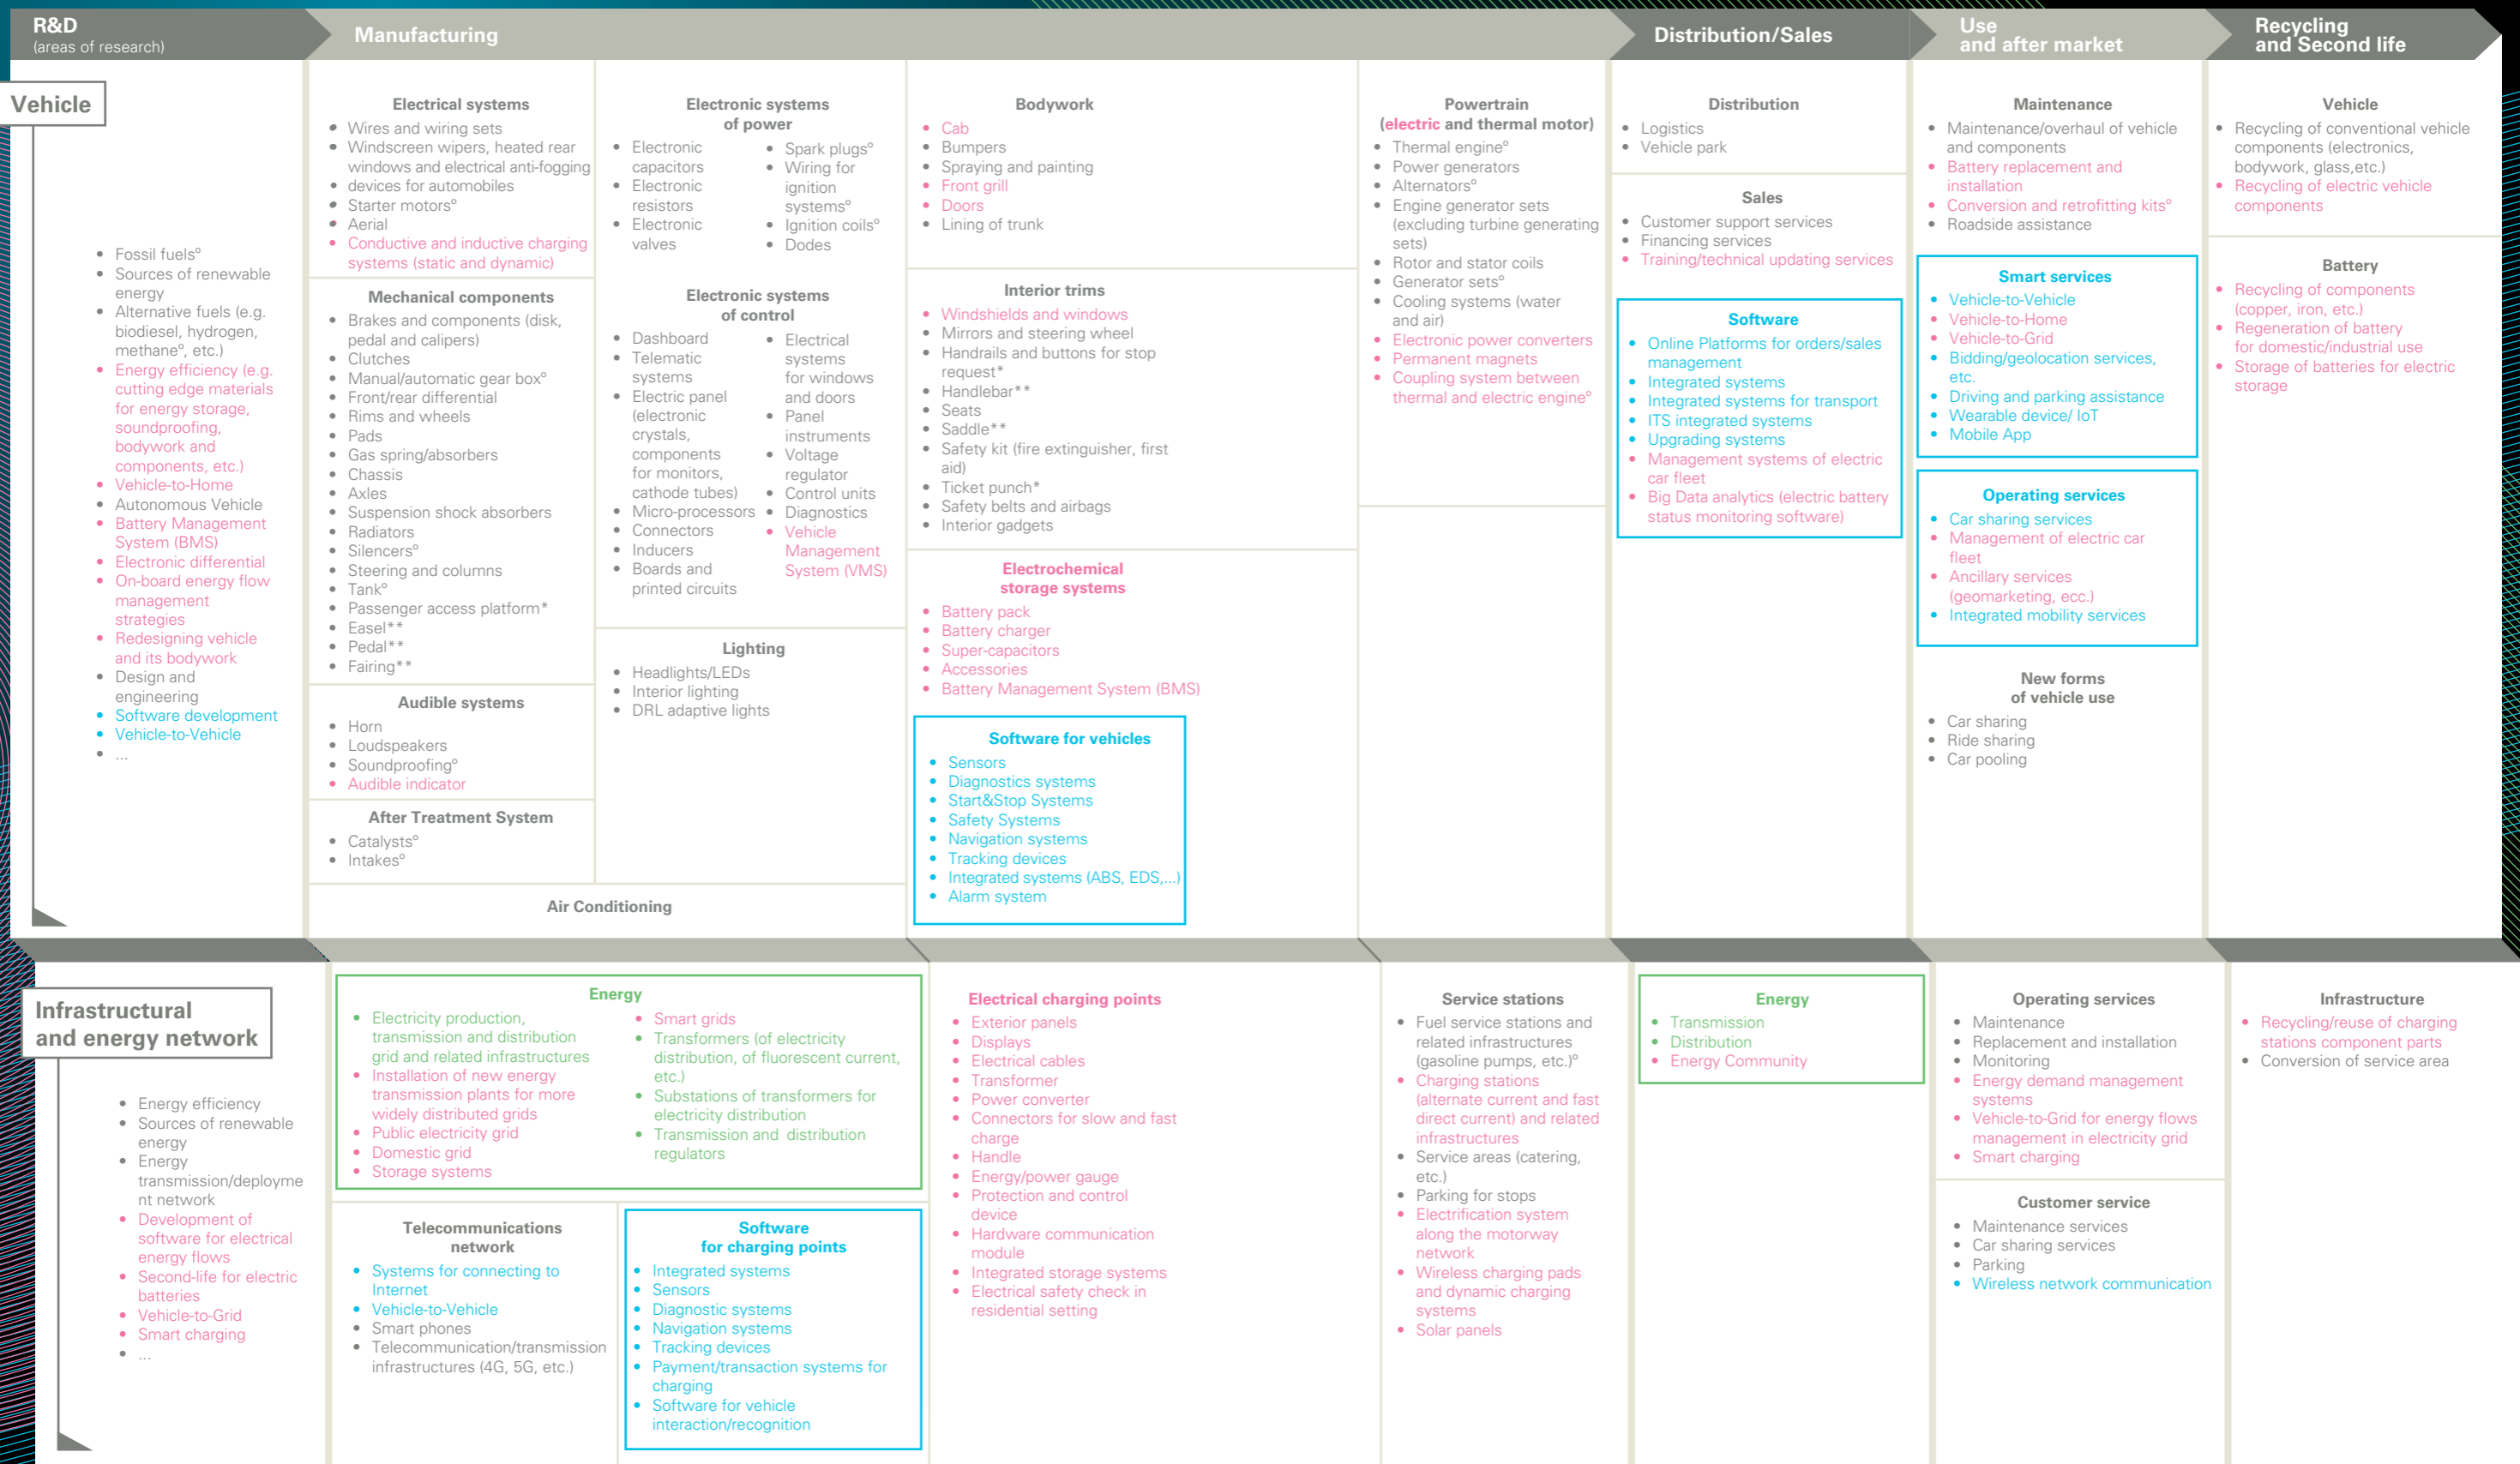 R&D
(areas of research)
Manufacturing
Distribution/Sales
Use
and after market
Recycling
and Second life
Vehicle
• Fossil fuels°
• Sources of renewable
energy
• Alternative fuels (e.g.
biodiesel, hydrogen,
methane°, etc.)
• Energy efficiency (e.g.
cutting edge materials
for energy storage,
soundproofing,
bodywork and
components, etc.)
• Vehicle-to-Home
• Autonomous Vehicle
• Battery Management
System (BMS)
• Electronic differential
• On-board energy flow
management
strategies
• Redesigning vehicle
and its bodywork
• Design and
engineering
• Software development
• Vehicle-to-Vehicle
• ...
Electrical systems
• Wires and wiring sets
• Windscreen wipers, heated rear
windows and electrical anti-fogging
• devices for automobiles
• Starter motors°
• Aerial
• Conductive and inductive charging
systems (static and dynamic)
Mechanical components
• Brakes and components (disk,
pedal and calipers)
• Clutches
• Manual/automatic gear box°
• Front/rear differential
• Rims and wheels
• Pads
• Gas spring/absorbers
• Chassis
• Axles
• Suspension shock absorbers
• Radiators
• Silencers°
• Steering and columns
• Tank°
• Passenger access platform*
• Easel**
• Pedal**
• Fairing**
Audible systems
• Horn
• Loudspeakers
• Soundproofing°
• Audible indicator
After Treatment System
• Catalysts°
• Intakes°
Air Conditioning
Electronic systems
of power
• Electronic
capacitors
• Electronic
resistors
• Electronic
valves
• Spark plugs°
• Wiring for
ignition
systems°
• Ignition coils°
• Dodes
Electronic systems
of control
• Dashboard
• Telematic
systems
• Electric panel
(electronic
crystals,
components
for monitors,
cathode tubes)
• Micro-processors
• Connectors
• Inducers
• Boards and
printed circuits
• Electrical
systems
for windows
and doors
• Panel
instruments
• Voltage
regulator
• Control units
• Diagnostics
• Vehicle
Management
System (VMS)
Lighting
• Headlights/LEDs
• Interior lighting
• DRL adaptive lights
Bodywork
• Cab
• Bumpers
• Spraying and painting
• Front grill
• Doors
• Lining of trunk
Interior trims
• Windshields and windows
• Mirrors and steering wheel
• Handrails and buttons for stop
request*
• Handlebar**
• Seats
• Saddle**
• Safety kit (fire extinguisher, first
aid)
• Ticket punch*
• Safety belts and airbags
• Interior gadgets
Electrochemical
storage systems
• Battery pack
• Battery charger
• Super-capacitors
• Accessories
• Battery Management System (BMS)
Software for vehicles
• Sensors
• Diagnostics systems
• Start&Stop Systems
• Safety Systems
• Navigation systems
• Tracking devices
• Integrated systems (ABS, EDS,...)
• Alarm system
Powertrain
(electric and thermal motor)
• Thermal engine°
• Power generators
• Alternators°
• Engine generator sets
(excluding turbine generating
sets)
• Rotor and stator coils
• Generator sets°
• Cooling systems (water
and air)
• Electronic power converters
• Permanent magnets
• Coupling system between
thermal and electric engine°
Distribution
• Logistics
• Vehicle park
Sales
• Customer support services
• Financing services
• Training/technical updating services
Software
• Online Platforms for orders/sales
management
• Integrated systems
• Integrated systems for transport
• ITS integrated systems
• Upgrading systems
• Management systems of electric
car fleet
• Big Data analytics (electric battery
status monitoring software)
Maintenance
• Maintenance/overhaul of vehicle
and components
• Battery replacement and
installation
• Conversion and retrofitting kits°
• Roadside assistance
Smart services
• Vehicle-to-Vehicle
• Vehicle-to-Home
• Vehicle-to-Grid
• Bidding/geolocation services,
etc.
• Driving and parking assistance
• Wearable device/ IoT
• Mobile App
Operating services
• Car sharing services
• Management of electric car
fleet
• Ancillary services
(geomarketing, ecc.)
• Integrated mobility services
New forms
of vehicle use
• Car sharing
• Ride sharing
• Car pooling
Vehicle
• Recycling of conventional vehicle
components (electronics,
bodywork, glass,etc.)
• Recycling of electric vehicle
components
Battery
• Recycling of components
(copper, iron, etc.)
• Regeneration of battery
for domestic/industrial use
• Storage of batteries for electric
storage
Infrastructural
and energy network
• Energy efficiency
• Sources of renewable
energy
• Energy
transmission/deployme
nt network
• Development of
software for electrical
energy flows
• Second-life for electric
batteries
• Vehicle-to-Grid
• Smart charging
• ...
Energy
• Electricity production,
transmission and distribution
grid and related infrastructures
• Installation of new energy
transmission plants for more
widely distributed grids
• Public electricity grid
• Domestic grid
• Storage systems
• Smart grids
• Transformers (of electricity
distribution, of fluorescent current,
etc.)
• Substations of transformers for
electricity distribution
• Transmission and distribution
regulators
Telecommunications
network
• Systems for connecting to
Internet
• Vehicle-to-Vehicle
• Smart phones
• Telecommunication/transmission
infrastructures (4G, 5G, etc.)
Software
for charging points
• Integrated systems
• Sensors
• Diagnostic systems
• Navigation systems
• Tracking devices
• Payment/transaction systems for
charging
• Software for vehicle
interaction/recognition
Electrical charging points
• Exterior panels
• Displays
• Electrical cables
• Transformer
• Power converter
• Connectors for slow and fast
charge
• Handle
• Energy/power gauge
• Protection and control
device
• Hardware communication
module
• Integrated storage systems
• Electrical safety check in
residential setting
Service stations
• Fuel service stations and
related infrastructures
(gasoline pumps, etc.)°
• Charging stations
(alternate current and fast
direct current) and related
infrastructures
• Service areas (catering,
etc.)
• Parking for stops
• Electrification system
along the motorway
network
• Wireless charging pads
and dynamic charging
systems
• Solar panels
Energy
• Transmission
• Distribution
• Energy Community
Operating services
• Maintenance
• Replacement and installation
• Monitoring
• Energy demand management
systems
• Vehicle-to-Grid for energy flows
management in electricity grid
• Smart charging
Customer service
• Maintenance services
• Car sharing services
• Parking
• Wireless network communication
Infrastructure
• Recycling/reuse of charging
stations component parts
• Conversion of service area